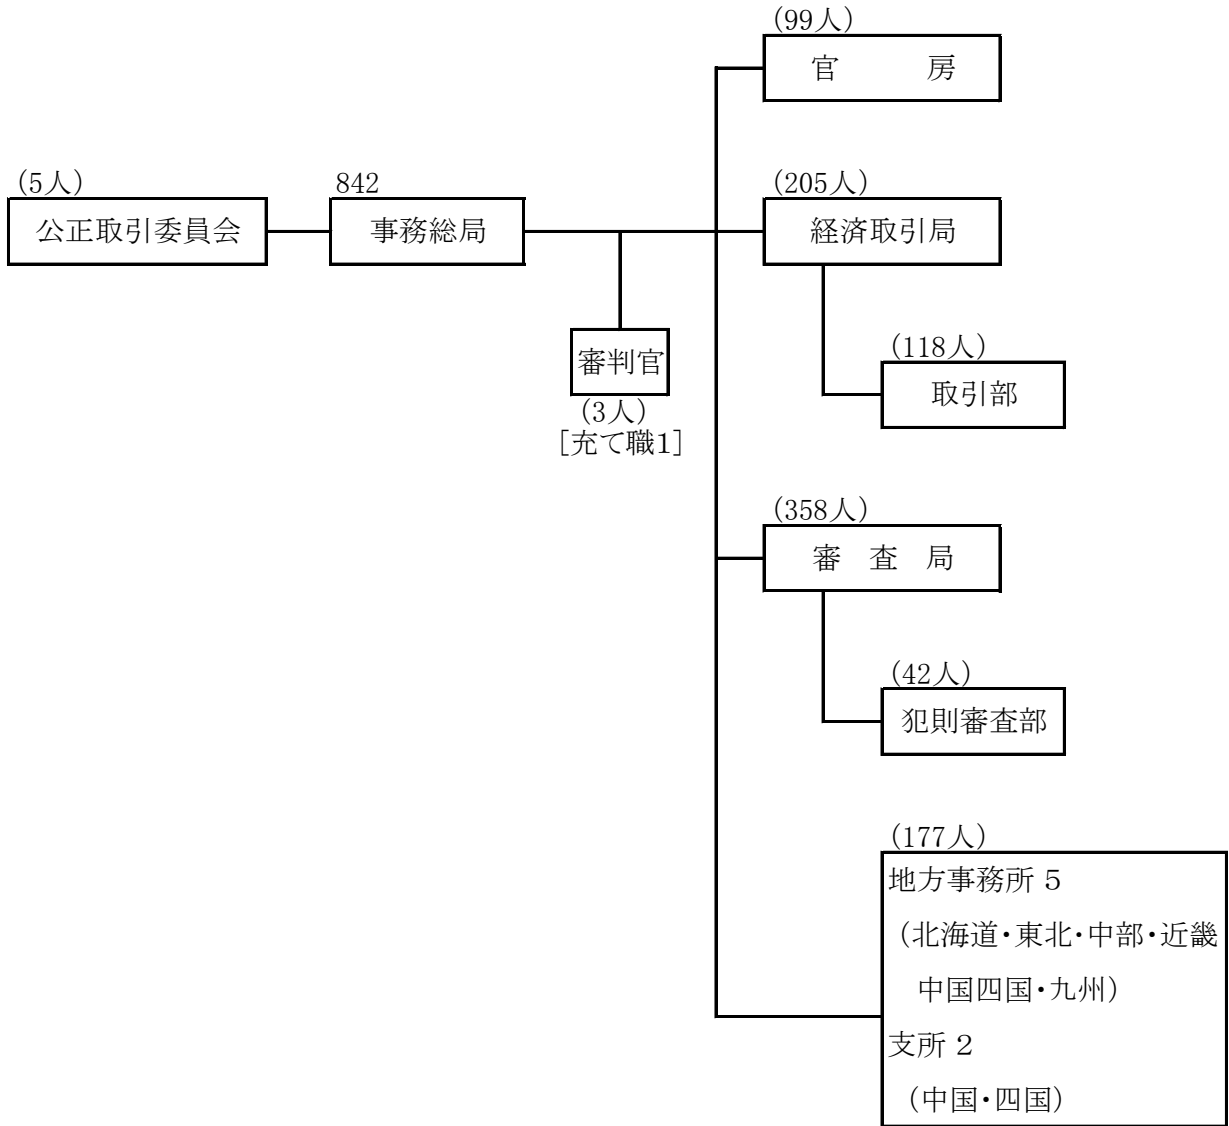 (99人)
官　　　房
(5人)
公正取引委員会
842
事務総局
(205人)
経済取引局
審判官
(3人)
[充て職1]
(118人)
取引部
(358人)
審　査　局
(42人)
犯則審査部
(177人)
地方事務所 5
(北海道・東北・中部・近畿
中国四国・九州)
支所 2
(中国・四国)